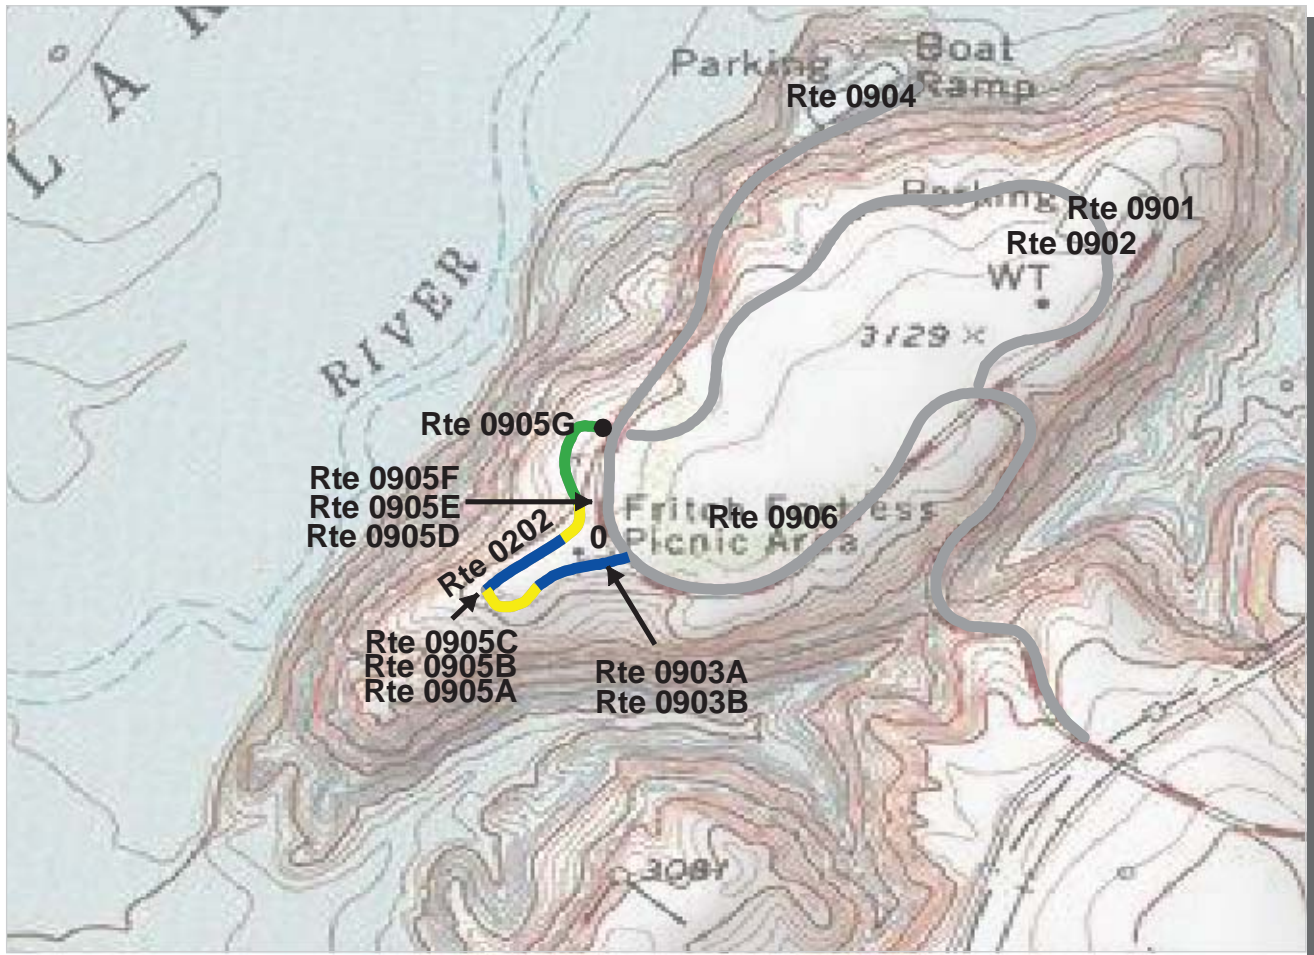 L A K
Parking
Boat
Ramp
Rte 0904
Parking
Rte 0901
Rte 0902
WT
RIVER
3129
Rte 0905G
Rte 0905F
Rte 0905E
Rte 0905D
Fritch Fortress
Picnic Area
Rte 0906
Rte 0202
0
Rte 0905C
Rte 0905B
Rte 0905A
Rte 0903A
Rte 0903B